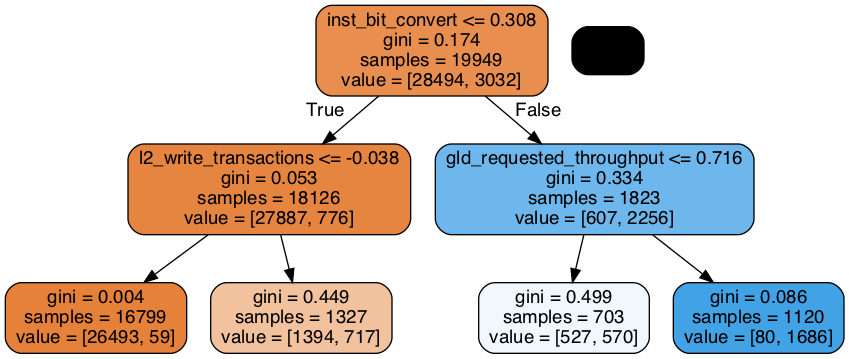 inst_bit_convert <= 0.308
gini = 0.174
samples = 19949
value = [28494, 3032]
True
False
l2_write_transactions <= -0.038
gini = 0.053
samples = 18126
value = [27887, 776]
gld_requested_throughput <= 0.716
gini = 0.334
samples = 1823
value = [607, 2256]
gini = 0.004
samples = 16799
value = [26493, 59]
gini = 0.449
samples = 1327
value = [1394, 717]
gini = 0.499
samples = 703
value = [527, 570]
gini = 0.086
samples = 1120
value = [80, 1686]